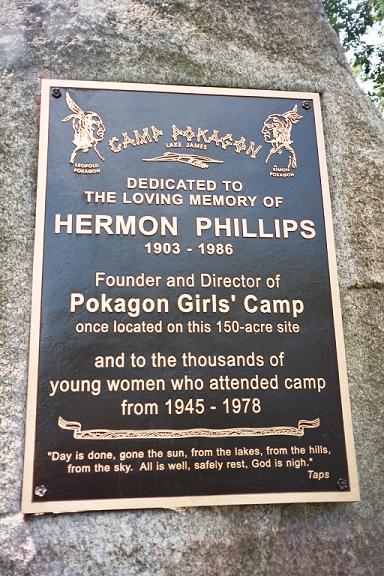 CAMP POKAGON
LAKE JAMES
LEOPOLD
POKAGON
SIMON
POKAGON
DEDICATED TO
THE LOVING MEMORY OF
HERMON PHILLIPS
1903 - 1986
Founder and Director of
Pokagon Girls' Camp
once located on this 150-acre site
and to the thousands of
young women who attended camp
from 1945 - 1978
"Day is done, gone the sun, from the lakes, from the hills,
from the sky. All is well, safely rest, God is nigh."
Taps